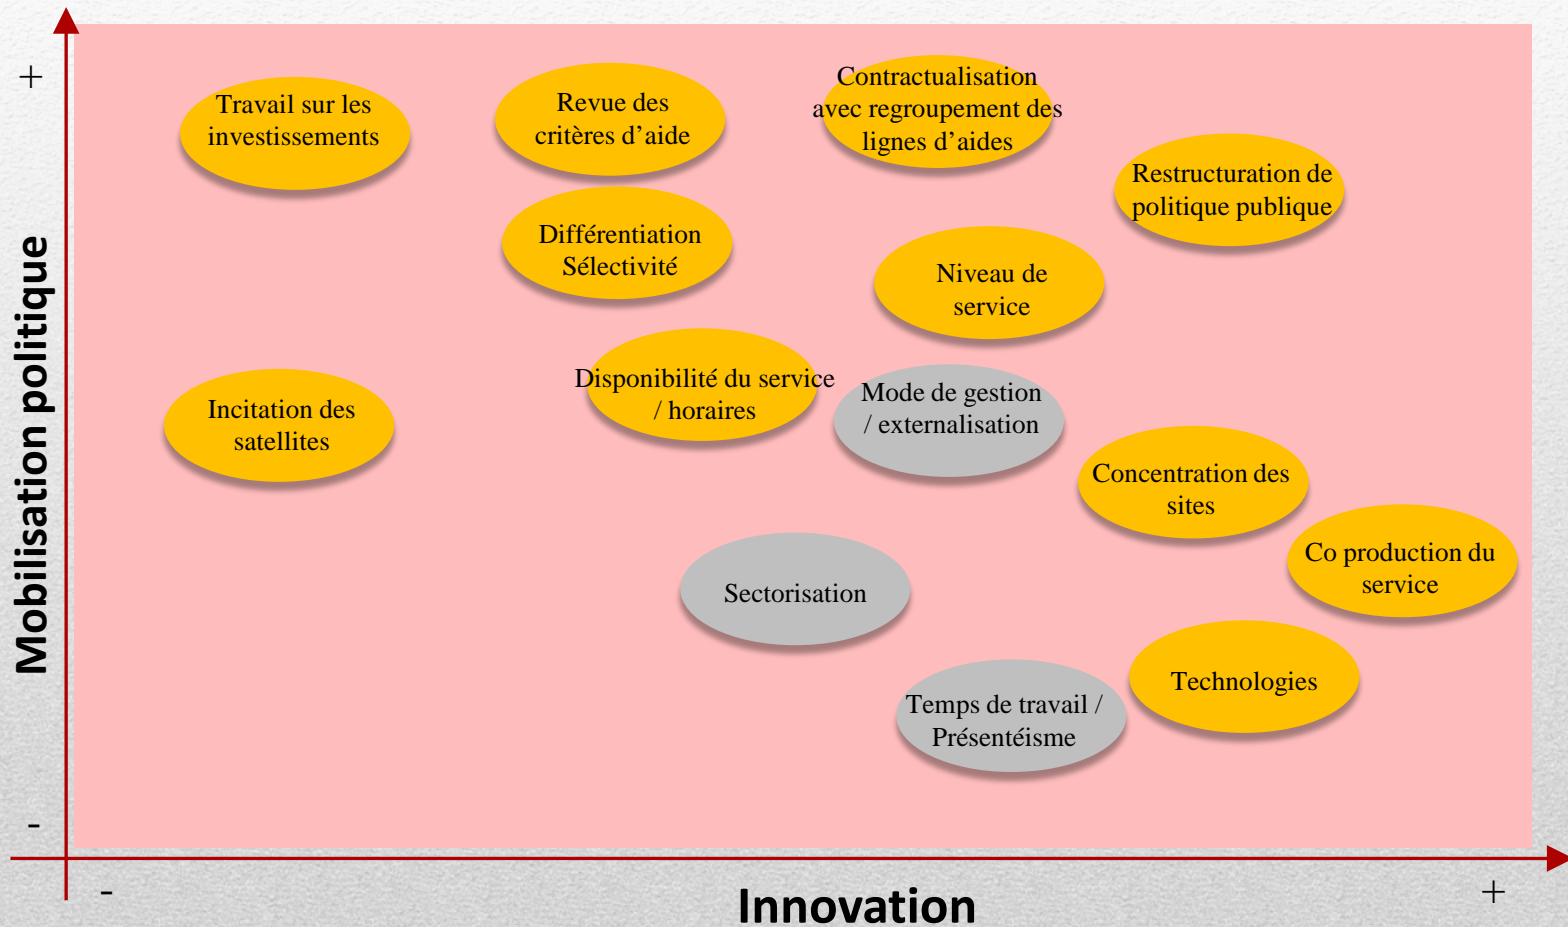 +
Mobilisation politique
-
Travail sur les
investissements
Revue des
critères d’aide
Contractualisation
avec regroupement des
lignes d’aides
Restructuration de
politique publique
Différentiation
Sélectivité
Niveau de
service
Disponibilité du service
/ horaires
Mode de gestion
/ externalisation
Incitation des
satellites
Concentration des
sites
Co production du
service
Sectorisation
Technologies
Temps de travail /
Présentéisme
-
Innovation
+